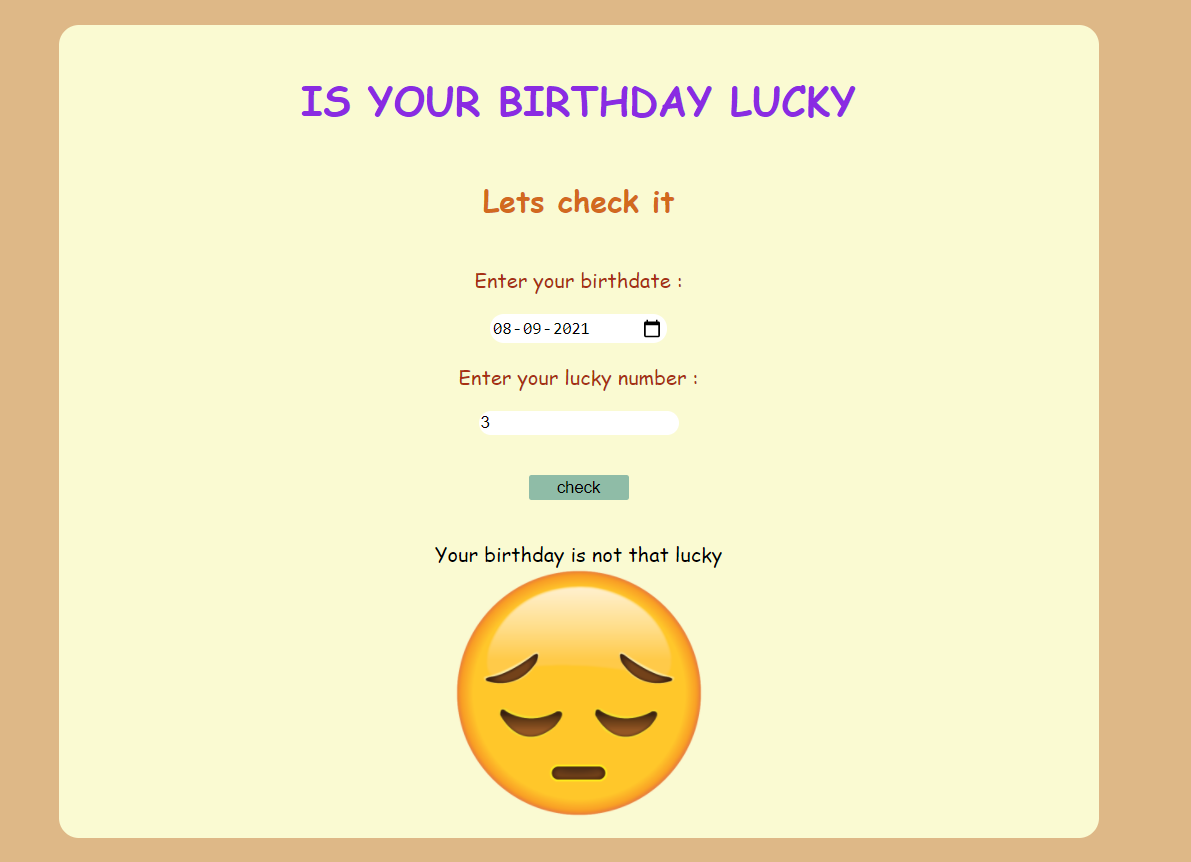 IS YOUR BIRTHDAY LUCKY
Lets check it
Enter your birthdate :
08-09-2021
Enter your lucky number :
3
check
Your birthday is not that lucky